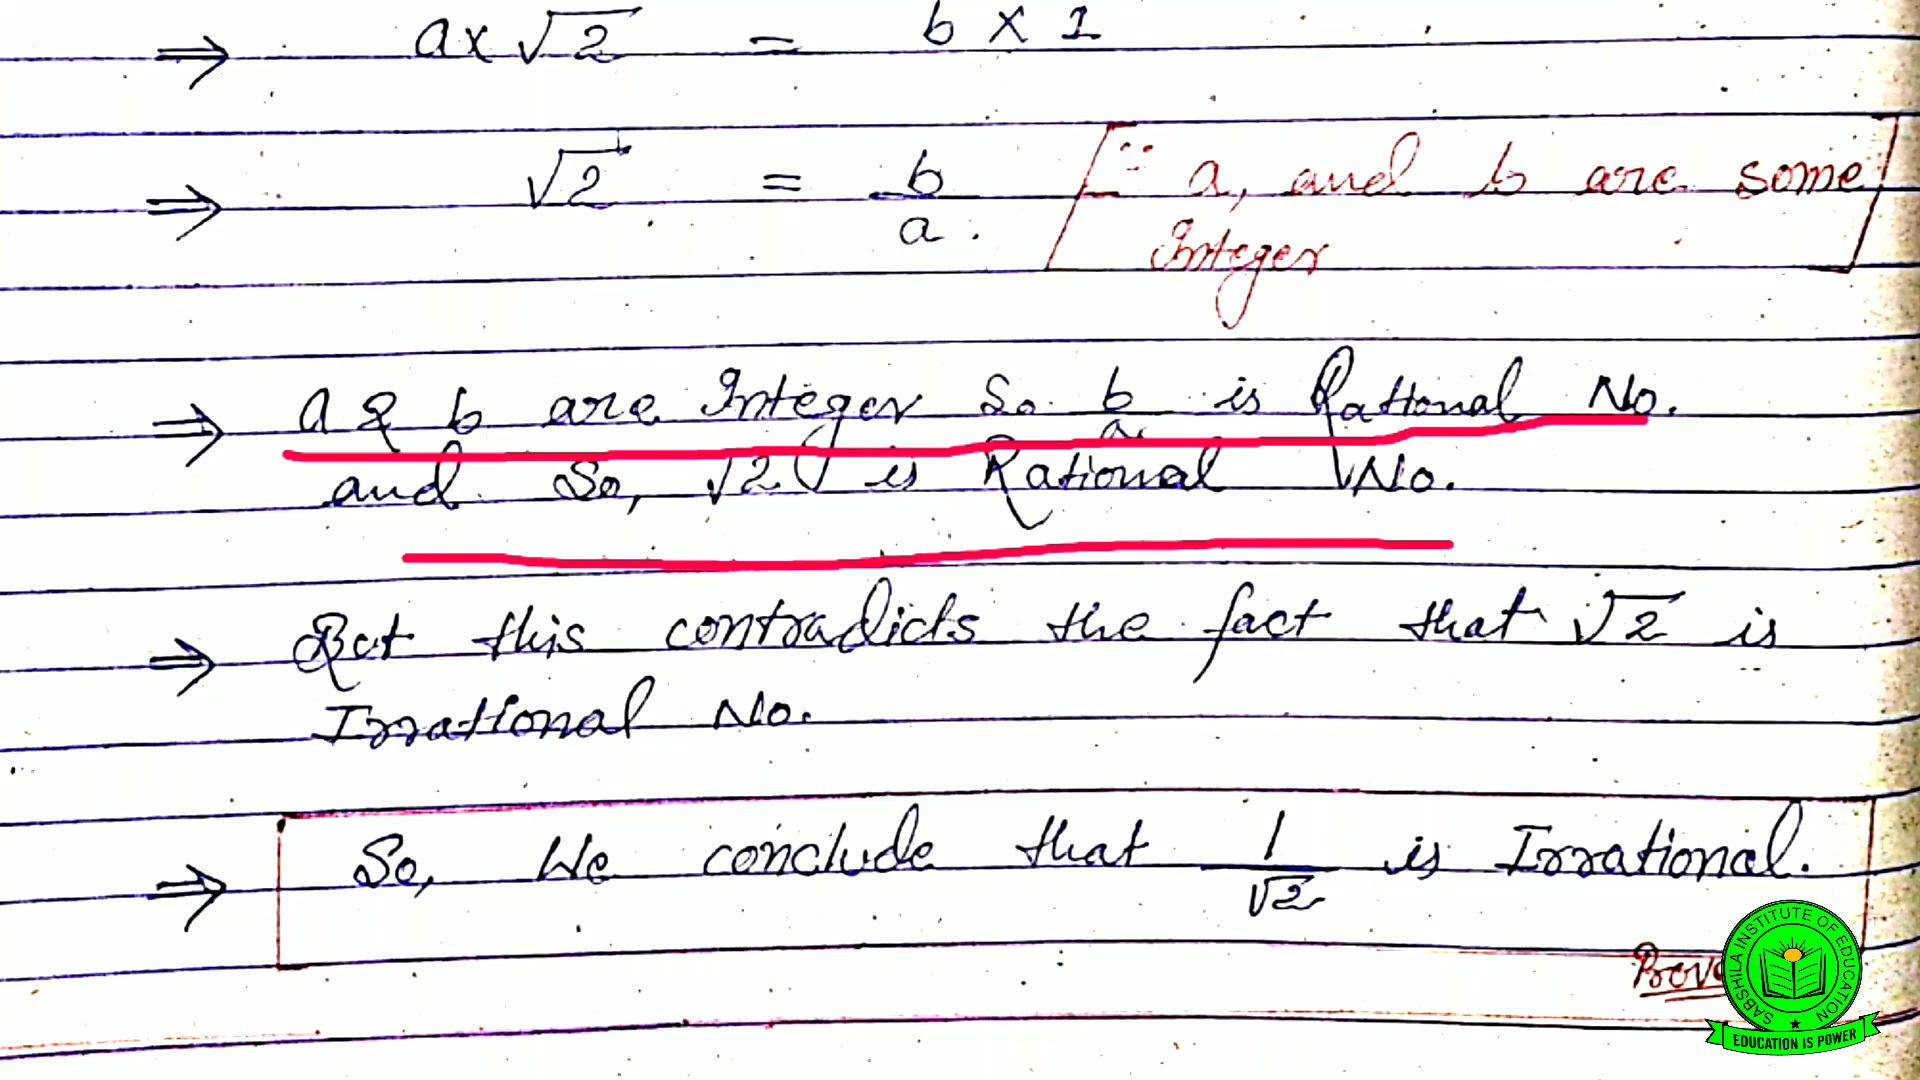 ⇒ a × √2 = b × 1
⇒ √2 = b/a . [∵ a, and b are some
Integer]
⇒ a & b are Integer So b/a is Rational No.
and So, √2 is Rational No.
⇒ But this contradicts the fact that √2 is
Irrational No.
⇒ So, We conclude that 1/√2 is Irrational.
SABSHILA INSTITUTE OF EDUCATION
EDUCATION IS POWER